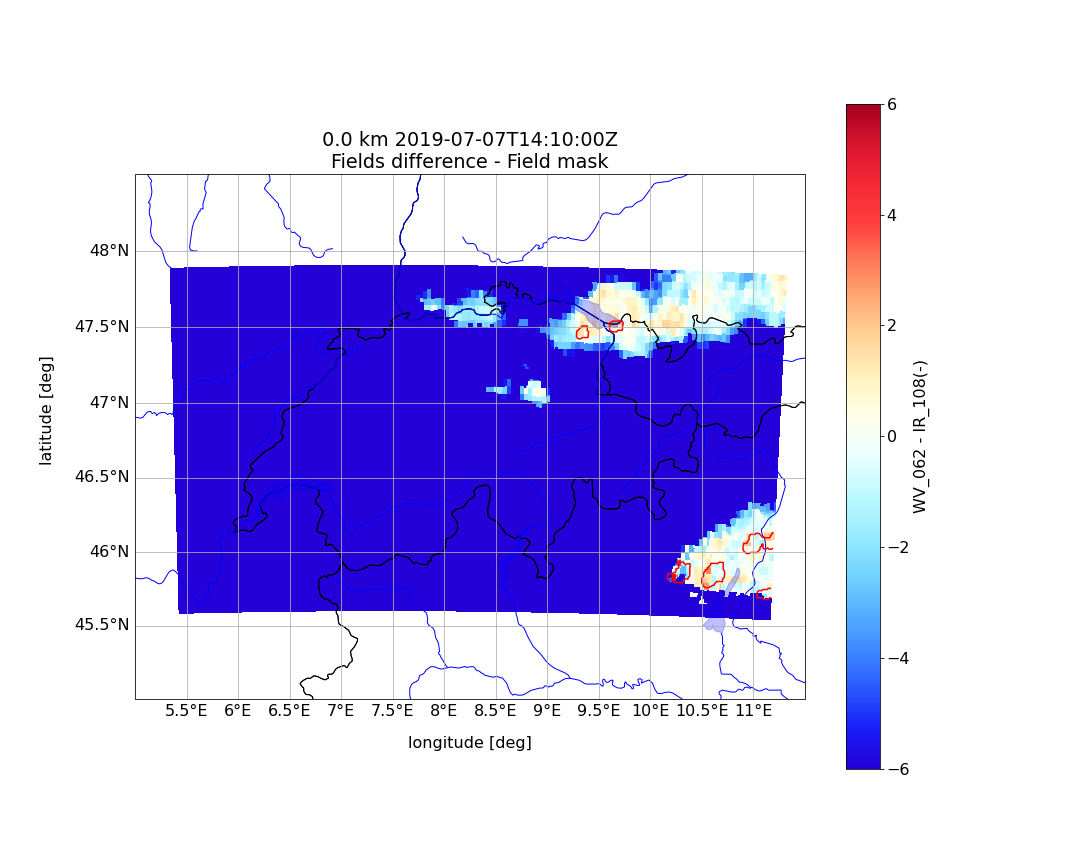 0.0 km 2019-07-07T14:10:00Z
Fields difference - Field mask
6
4
2
0
−2
−4
−6
WV_062 - IR_108(-)
48°N
47.5°N
47°N
46.5°N
46°N
45.5°N
latitude [deg]
5.5°E 6°E 6.5°E 7°E 7.5°E 8°E 8.5°E 9°E 9.5°E 10°E 10.5°E 11°E
longitude [deg]